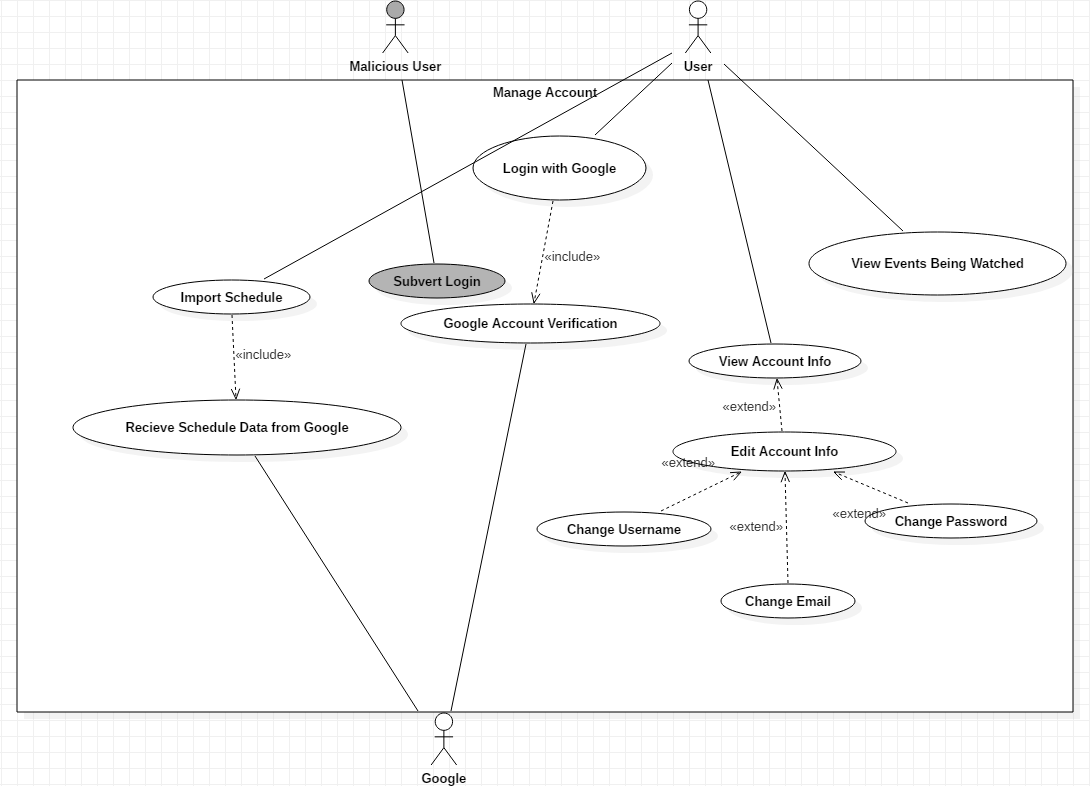 Malicious User
User
Manage Account
Login with Google
«include»
View Events Being Watched
Subvert Login
Import Schedule
Google Account Verification
«include»
View Account Info
«extend»
Recieve Schedule Data from Google
Edit Account Info
«extend»
«extend»
Change Password
Change Username
«extend»
Change Email
Google